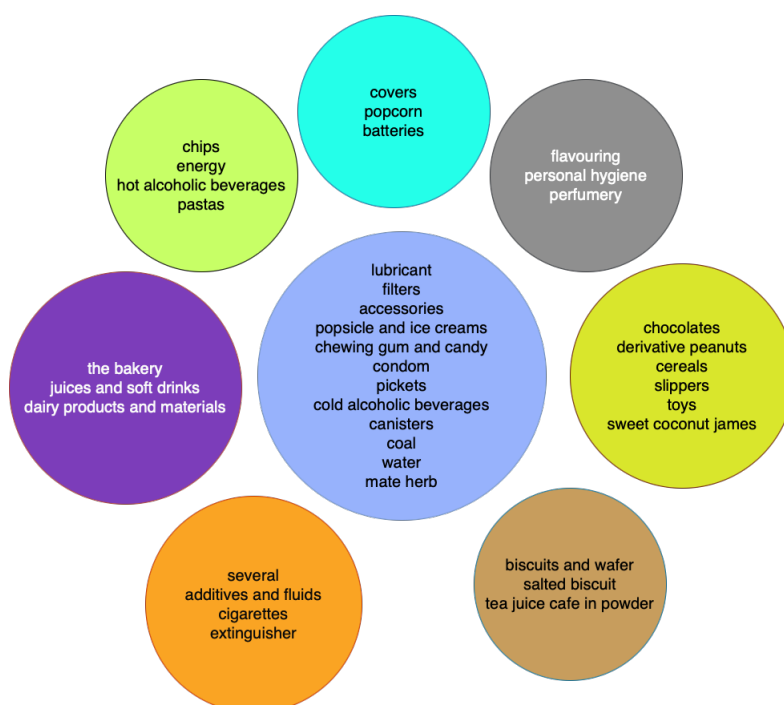 covers
popcorn
batteries
chips
energy
hot alcoholic beverages
pastas
flavouring
personal hygiene
perfumery
lubricant
filters
accessories
popsicle and ice creams
chewing gum and candy
condom
pickets
cold alcoholic beverages
canisters
coal
water
mate herb
the bakery
juices and soft drinks
dairy products and materials
chocolates
derivative peanuts
cereals
slippers
toys
sweet coconut james
several
additives and fluids
cigarettes
extinguisher
biscuits and wafer
salted biscuit
tea juice cafe in powder